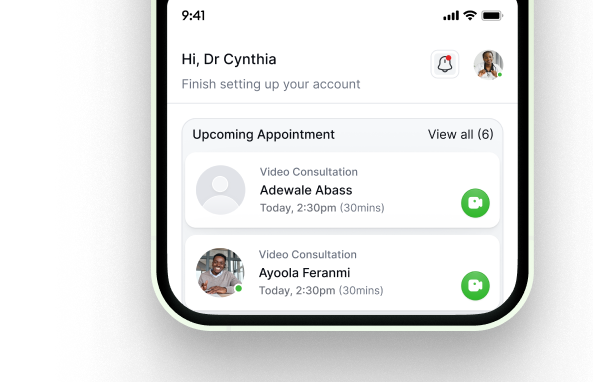 9:41
Hi, Dr Cynthia
Finish setting up your account
Upcoming Appointment View all (6)
Video Consultation
Adewale Abass
Today, 2:30pm (30mins)
Video Consultation
Ayoola Feranmi
Today, 2:30pm (30mins)